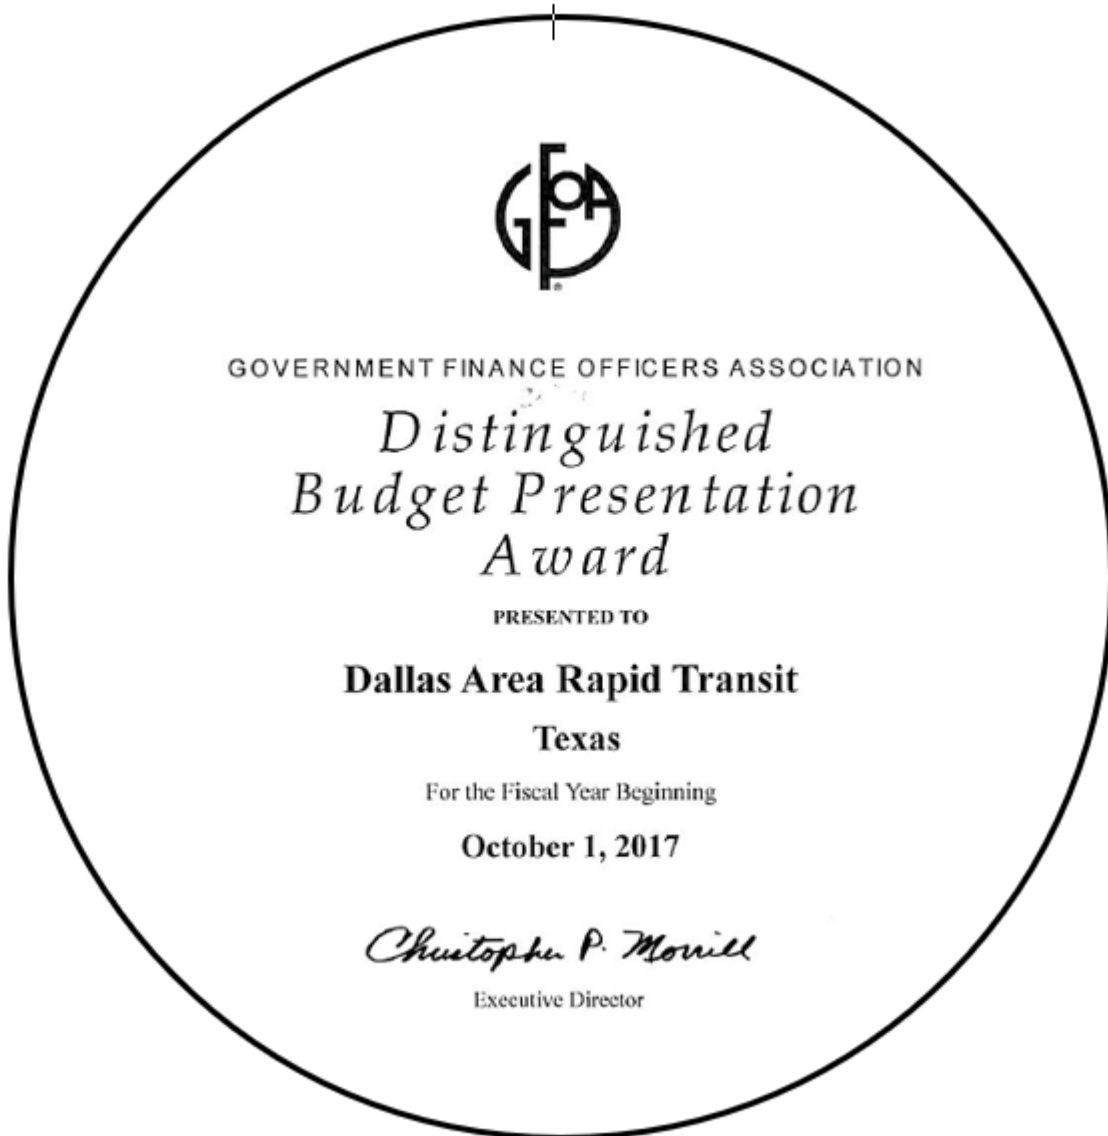 GFOA
GOVERNMENT FINANCE OFFICERS ASSOCIATION
Distinguished
Budget Presentation
Award
PRESENTED TO
Dallas Area Rapid Transit
Texas
For the Fiscal Year Beginning
October 1, 2017
Christopher P. Morrill
Executive Director